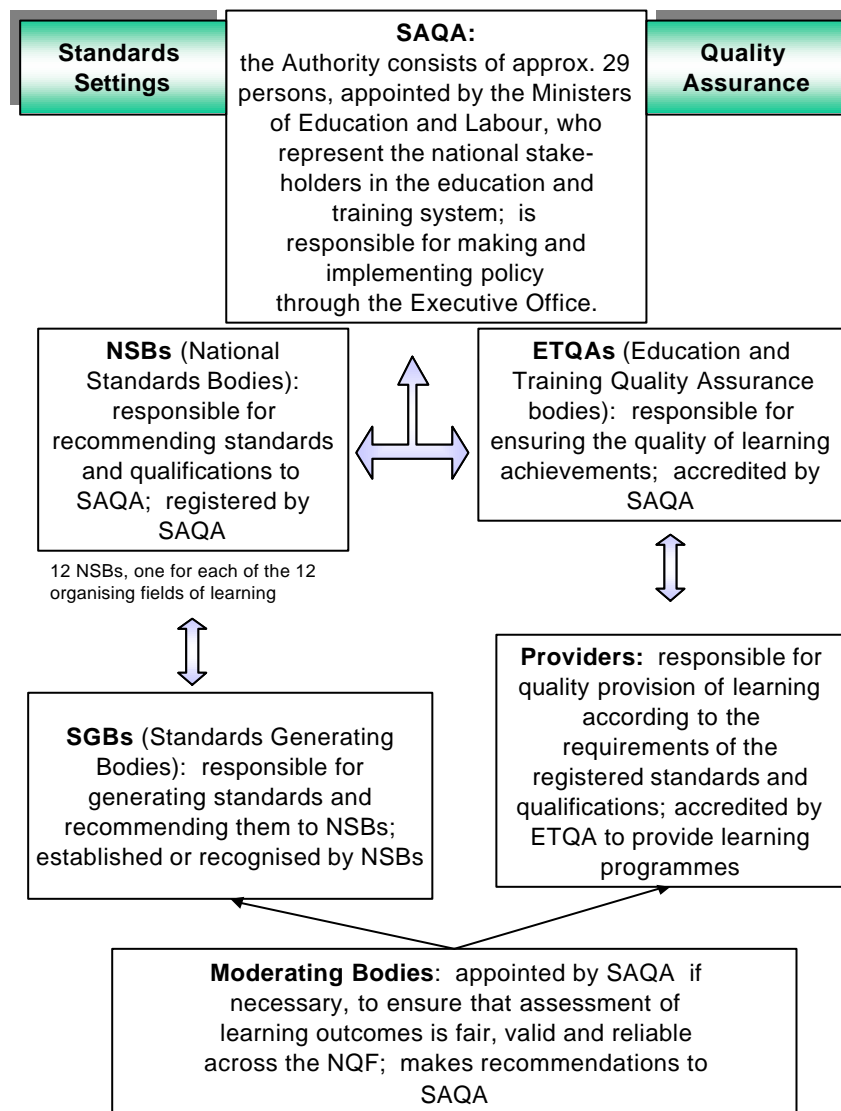 Standards
Settings
SAQA:
the Authority consists of approx. 29
persons, appointed by the Ministers
of Education and Labour, who
represent the national stake-
holders in the education and
training system;  is
responsible for making and
implementing policy
through the Executive Office.
Quality
Assurance
NSBs (National
Standards Bodies):
responsible for
recommending standards
and qualifications to
SAQA;  registered by
SAQA
12 NSBs, one for each of the 12
organising fields of learning
ETQAs (Education and
Training Quality Assurance
bodies):  responsible for
ensuring the quality of learning
achievements;  accredited by
SAQA
SGBs (Standards Generating
Bodies):  responsible for
generating standards and
recommending them to NSBs;
established or recognised by NSBs
Providers:  responsible for
quality provision of learning
according to the
requirements of the
registered standards and
qualifications; accredited by
ETQA to provide learning
programmes
Moderating Bodies:  appointed by SAQA  if
necessary, to ensure that assessment of
learning outcomes is fair, valid and reliable
across the NQF;  makes recommendations to
SAQA